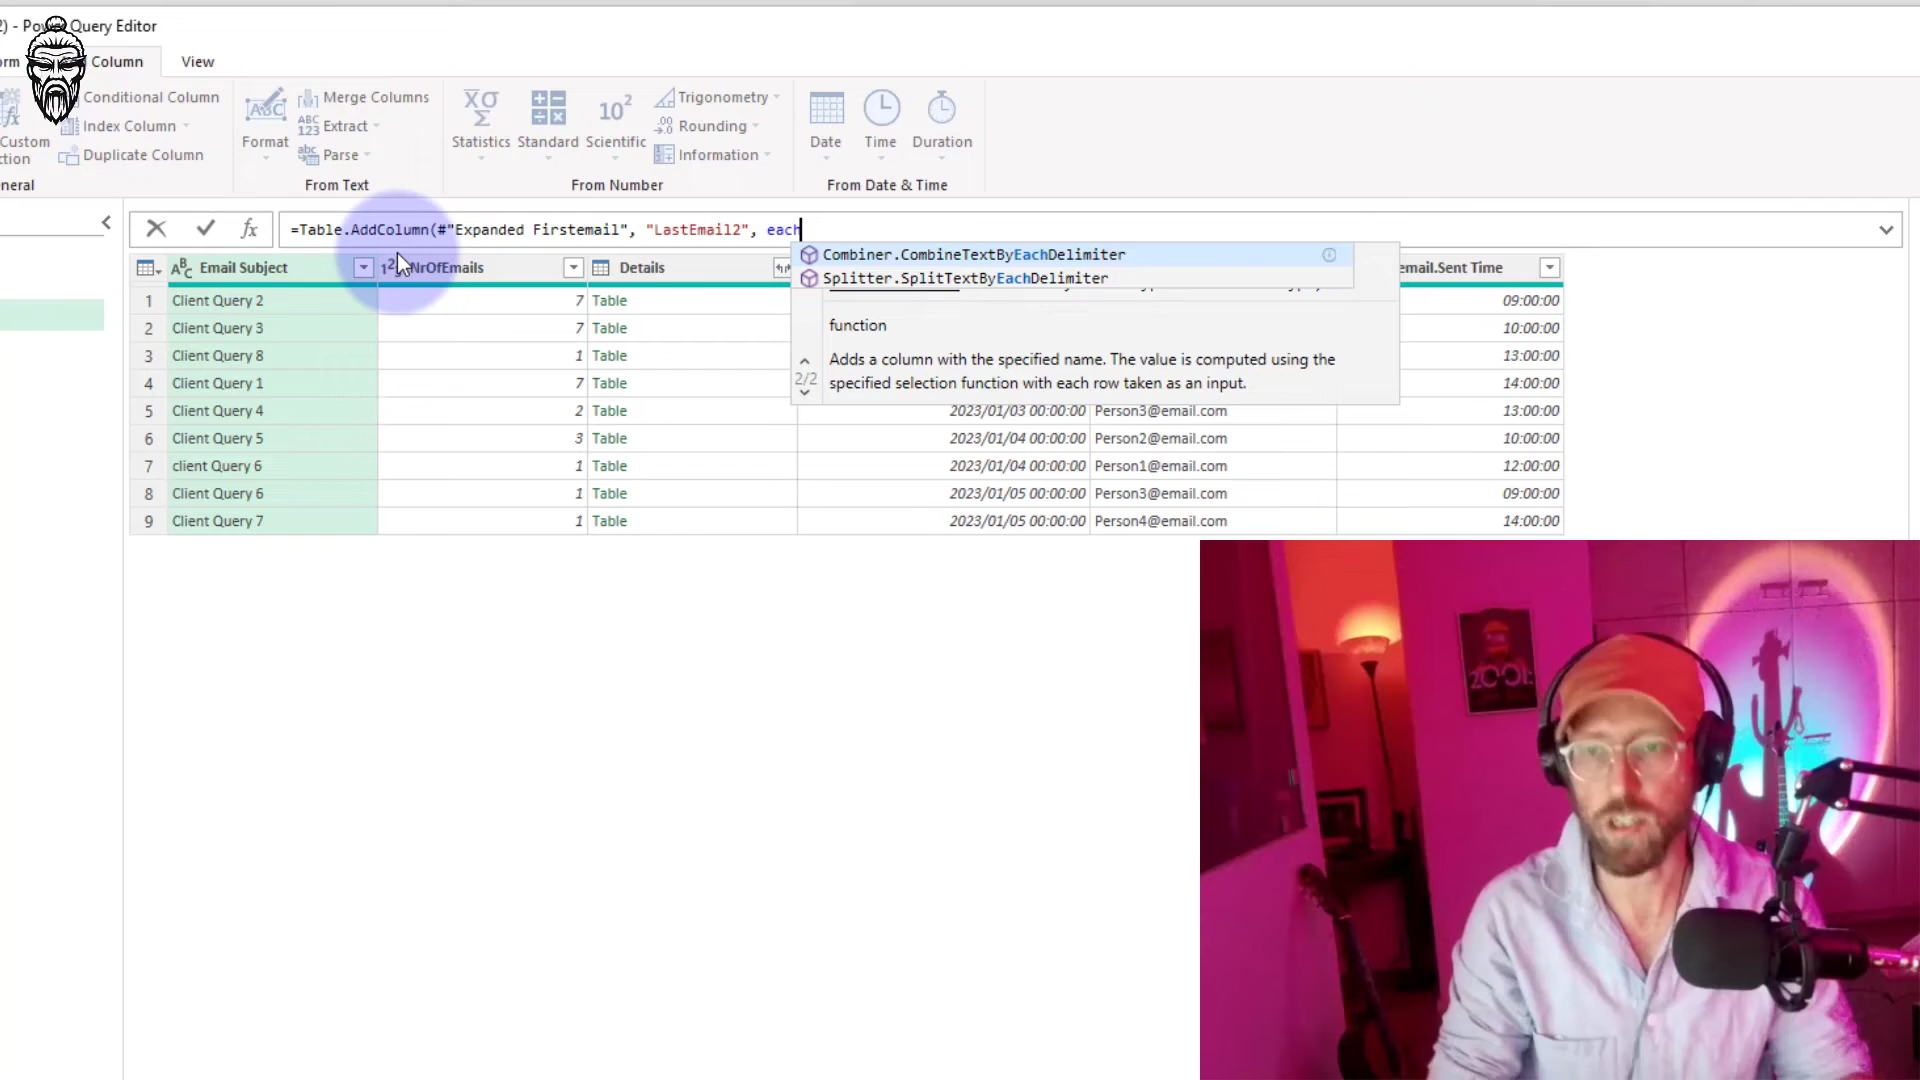 2) - Power Query Editor
orm
Column
View
Conditional Column
Index Column
Duplicate Column
Custom
tion
neral
Format
Merge Columns
Extract
Parse
From Text
Statistics
Standard
Scientific
Trigonometry
Rounding
Information
From Number
Date
Time
Duration
From Date & Time
=Table.AddColumn(#"Expanded Firstemail", "LastEmail2", each
Combiner.CombineTextByEachDelimiter
Splitter.SplitTextByEachDelimiter
function
Adds a column with the specified name. The value is computed using the
specified selection function with each row taken as an input.
2/2
Email Subject NrOfEmails Details email.Sent Time
1 Client Query 2 7 Table 09:00:00
2 Client Query 3 7 Table 10:00:00
3 Client Query 8 1 Table 13:00:00
4 Client Query 1 7 Table 14:00:00
5 Client Query 4 2 Table 2023/01/03 00:00:00 Person3@email.com 13:00:00
6 Client Query 5 3 Table 2023/01/04 00:00:00 Person2@email.com 10:00:00
7 client Query 6 1 Table 2023/01/04 00:00:00 Person1@email.com 12:00:00
8 Client Query 6 1 Table 2023/01/05 00:00:00 Person3@email.com 09:00:00
9 Client Query 7 1 Table 2023/01/05 00:00:00 Person4@email.com 14:00:00